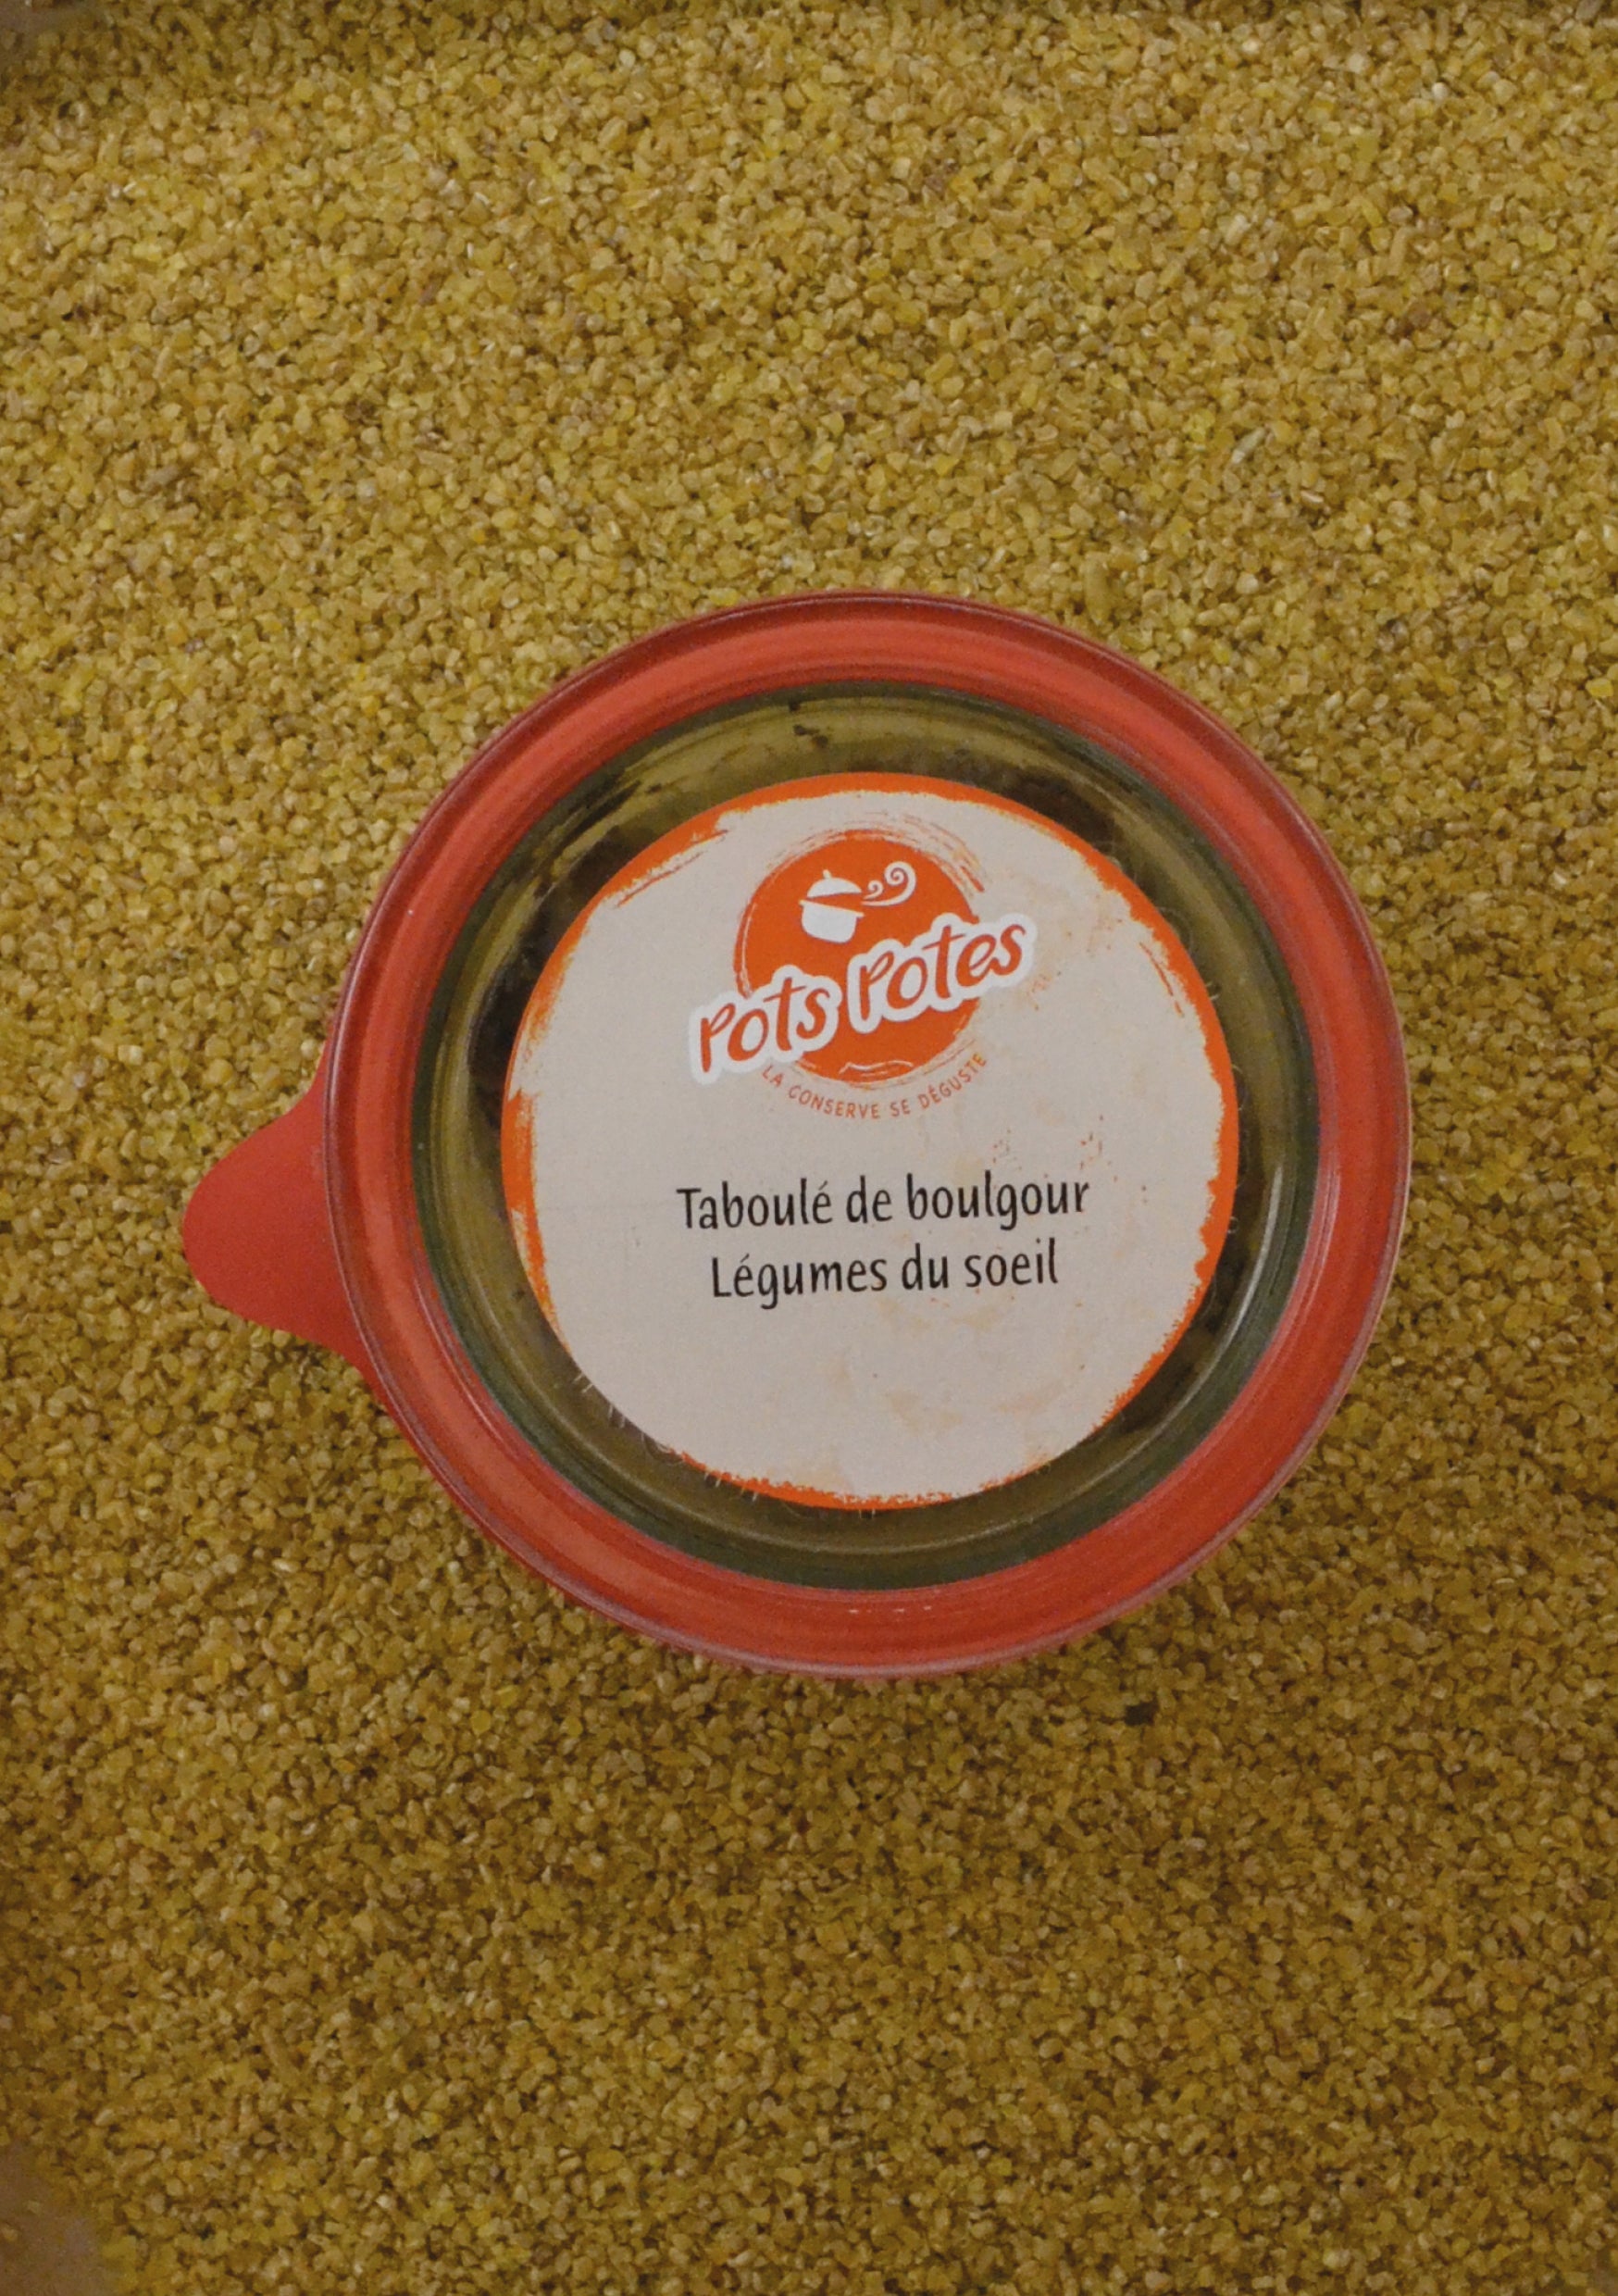 Pots Potes
LA CONSERVE SE DÉGUSTE
Taboulé de boulgour
Légumes du soeil